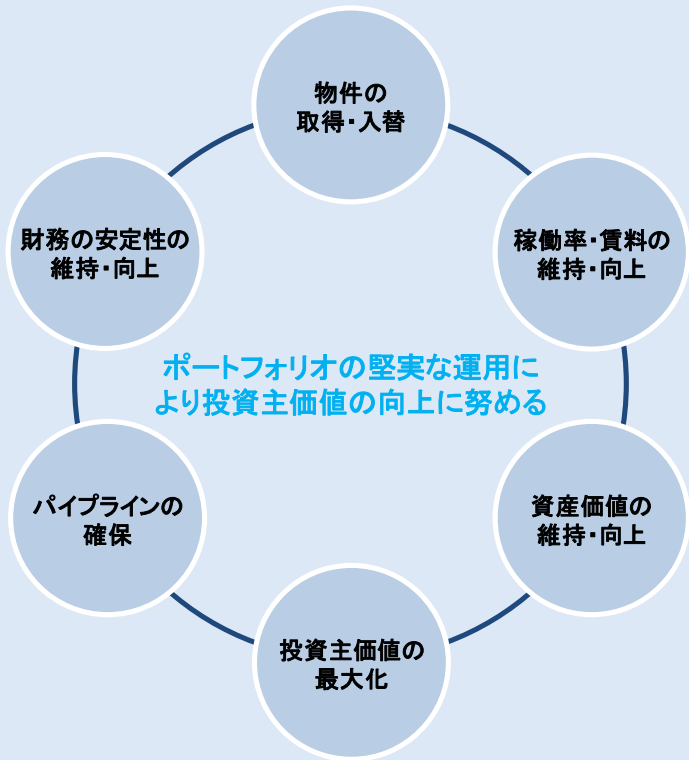 物件の
取得・入替
稼働率・賃料の
維持・向上
資産価値の
維持・向上
投資主価値の
最大化
パイプラインの
確保
財務の安定性の
維持・向上
ポートフォリオの堅実な運用に
より投資主価値の向上に努める